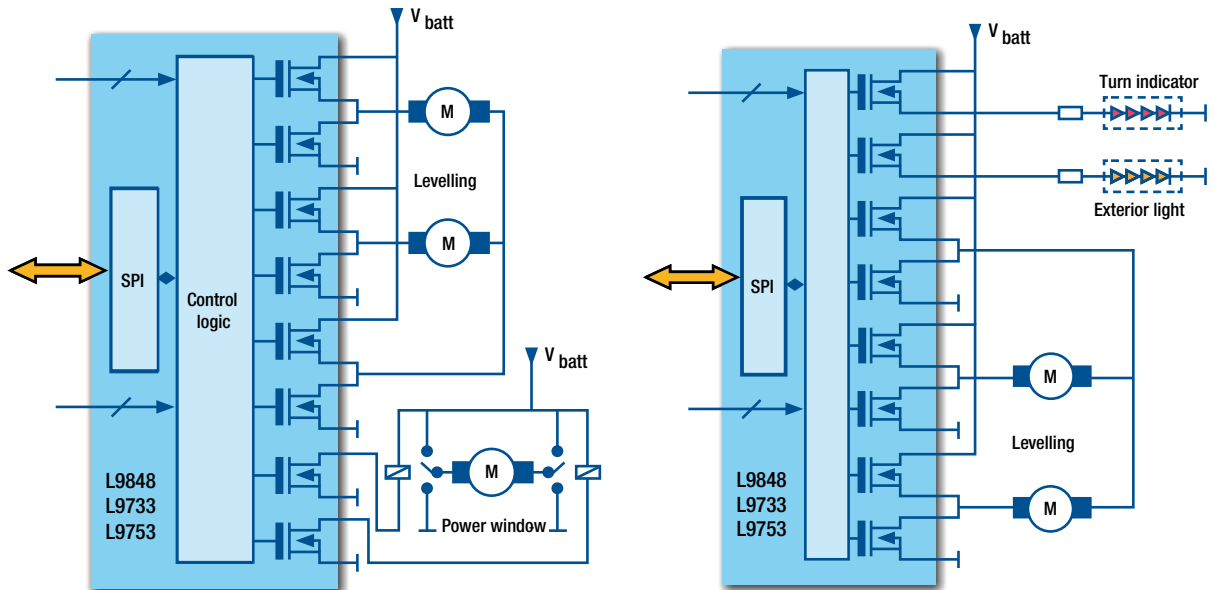 V batt
M
Levelling
M
SPI
Control
logic
V batt
M
Power window
L9848
L9733
L9753
V batt
Turn indicator
Exterior light
SPI
M
Levelling
M
L9848
L9733
L9753